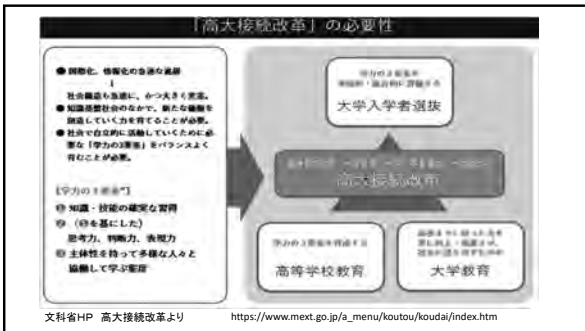 「高大接続改革」の必要性
● 国際化、情報化の急速な進展
↓
社会構造も急速に、かつ大きく変革。
● 知識基盤社会のなかで、新たな価値を
創造していく力を育てることが必要。
● 社会で自立的に活動していくために必
要な「学力の3要素」をバランスよく
育むことが必要。
【学力の3要素】
❶ 知識・技能の確実な習得
❷ (❶を基にした)
思考力、判断力、表現力
❸ 主体性を持って多様な人々と
協働して学ぶ態度
学力の3要素を
多面的・総合的に評価する
大学入学者選抜
高大接続改革
学力の3要素を育成する
高等学校教育
大学教育
文科省HP 高大接続改革より
https://www.mext.go.jp/a_menu/koutou/koudai/index.htm